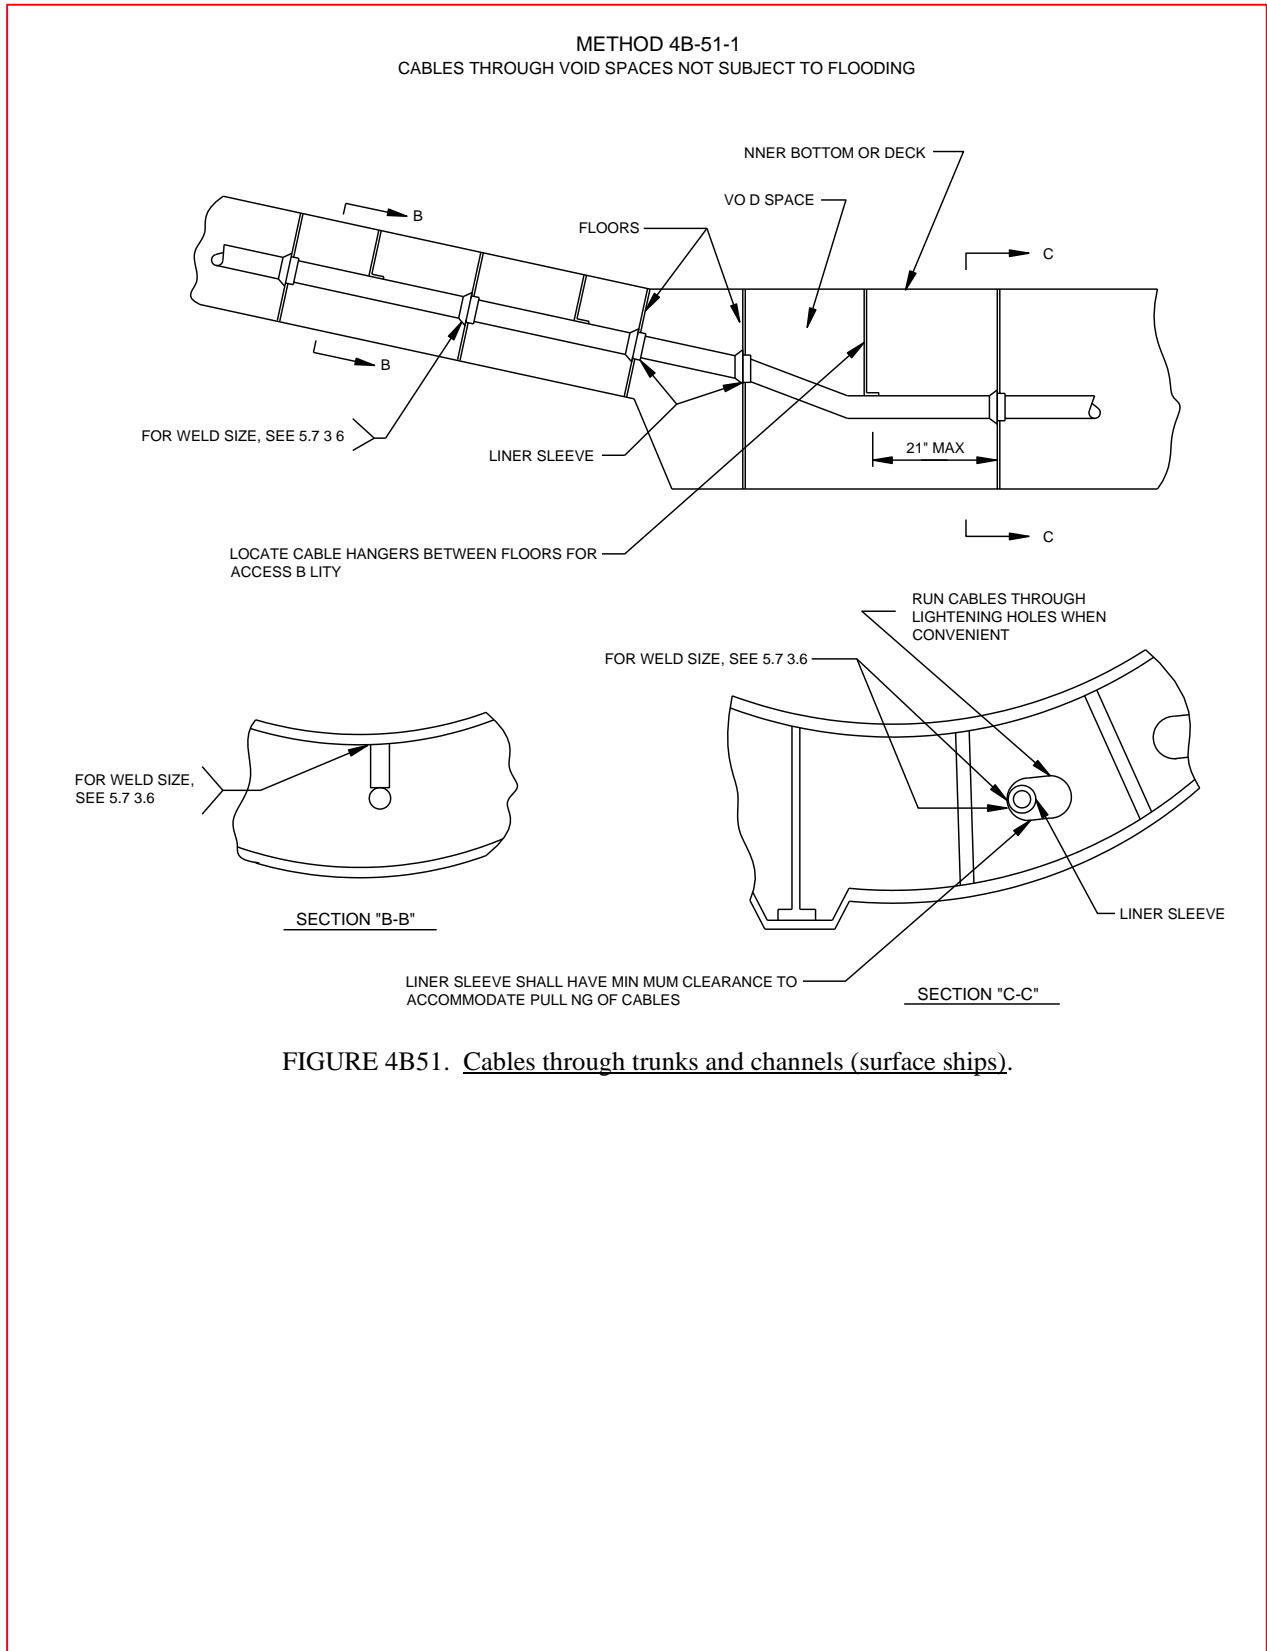 METHOD 4B-51-1
CABLES THROUGH VOID SPACES NOT SUBJECT TO FLOODING
NNER BOTTOM OR DECK
VO D SPACE
FLOORS
B
C
B
FOR WELD SIZE, SEE 5.7 3 6
LINER SLEEVE
21" MAX
C
LOCATE CABLE HANGERS BETWEEN FLOORS FOR
ACCESS B LITY
RUN CABLES THROUGH
LIGHTENING HOLES WHEN
CONVENIENT
FOR WELD SIZE, SEE 5.7 3.6
FOR WELD SIZE,
SEE 5.7 3.6
LINER SLEEVE
SECTION "B-B"
LINER SLEEVE SHALL HAVE MIN MUM CLEARANCE TO
ACCOMMODATE PULL NG OF CABLES
SECTION "C-C"
FIGURE 4B51. Cables through trunks and channels (surface ships).